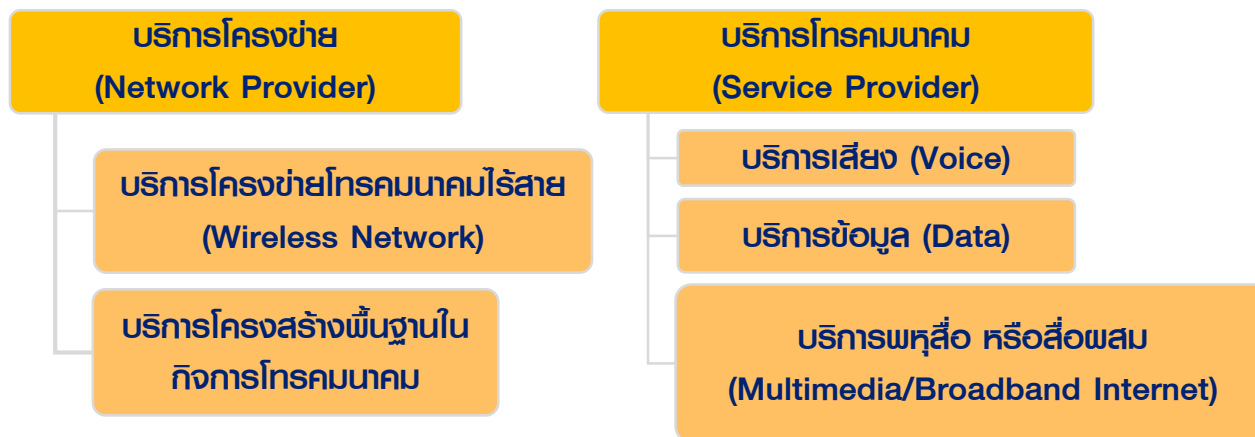 บริการโครงข่าย
(Network Provider)
บริการโครงข่ายโทรคมนาคมไร้สาย
(Wireless Network)
บริการโครงสร้างพื้นฐานใน
กิจการโทรคมนาคม
บริการโทรคมนาคม
(Service Provider)
บริการเสียง (Voice)
บริการข้อมูล (Data)
บริการพหุสื่อ หรือสื่อผสม
(Multimedia/Broadband Internet)